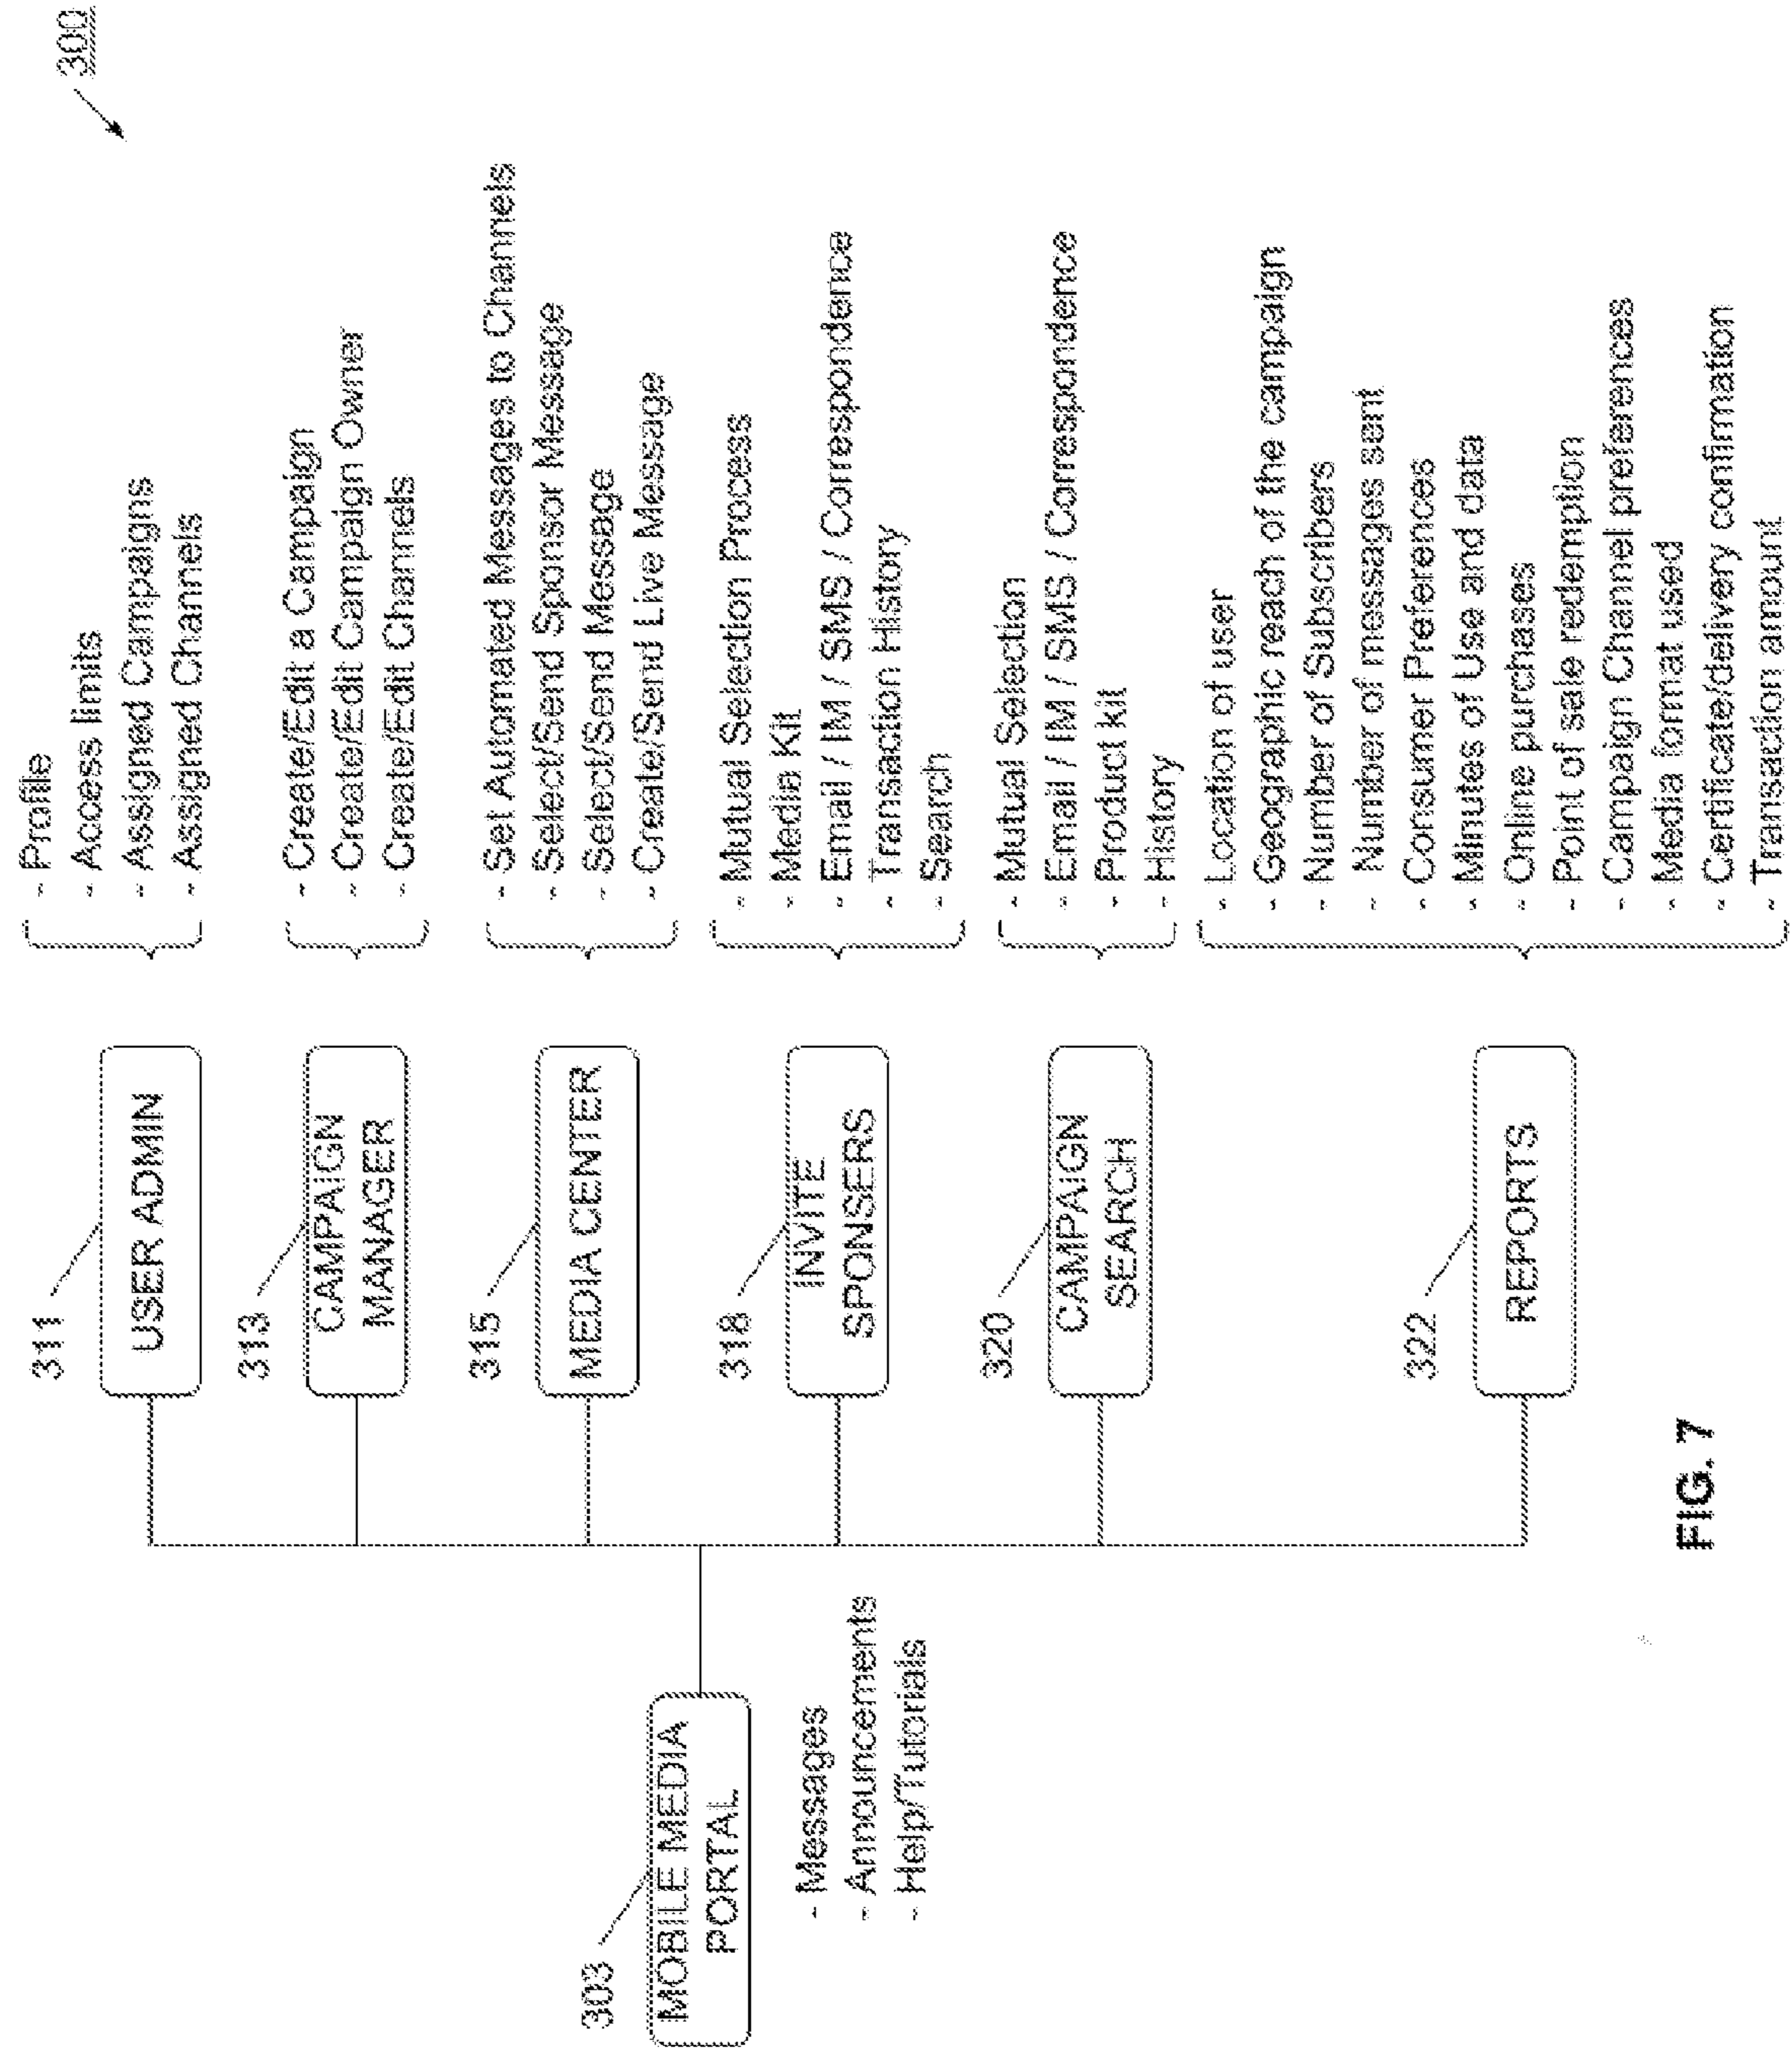 300
303
MOBILE MEDIA
PORTAL
- Messages
- Announcements
- Help/Tutorials
311
USER ADMIN
- Profile
- Access limits
- Assigned Campaigns
- Assigned Channels
313
CAMPAIGN
MANAGER
- Create/Edit a Campaign
- Create/Edit Campaign Owner
- Create/Edit Channels
315
MEDIA CENTER
- Set Automated Messages to Channels
- Select/Send Sponsor Message
- Select/Send Message
- Create/Send Live Message
318
INVITE
SPONSERS
- Mutual Selection Process
- Media Kit
- Email / IM / SMS / Correspondence
- Transaction History
- Search
320
CAMPAIGN
SEARCH
- Mutual Selection
- Email / IM / SMS / Correspondence
- Product kit
- History
322
REPORTS
- Location of user
- Geographic reach of the campaign
- Number of Subscribers
- Number of messages sent
- Consumer Preferences
- Minutes of Use and data
- Online purchases
- Point of sale redemption
- Campaign Channel preferences
- Media format used
- Certificate/delivery confirmation
- Transaction amount
FIG. 7